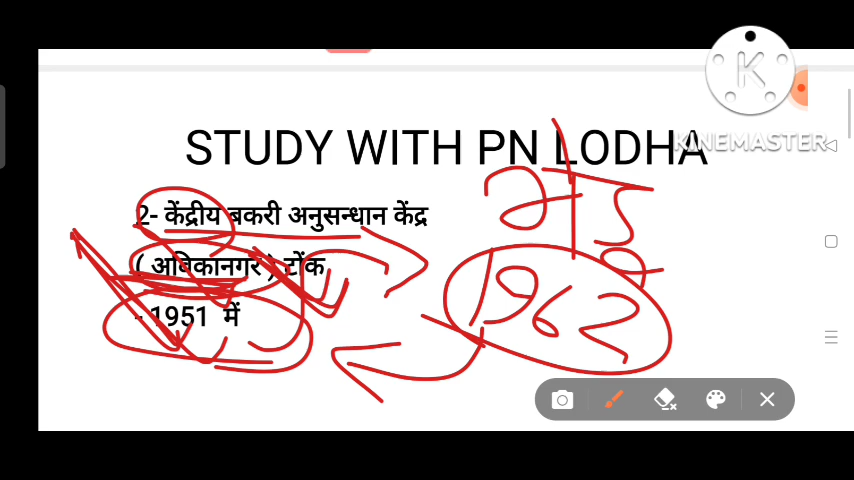 STUDY WITH PN LODHA
KINEMASTER
2- केंद्रीय बकरी अनुसन्धान केंद्र
( अविकानगर ) टोंक
- 1951 में
1962